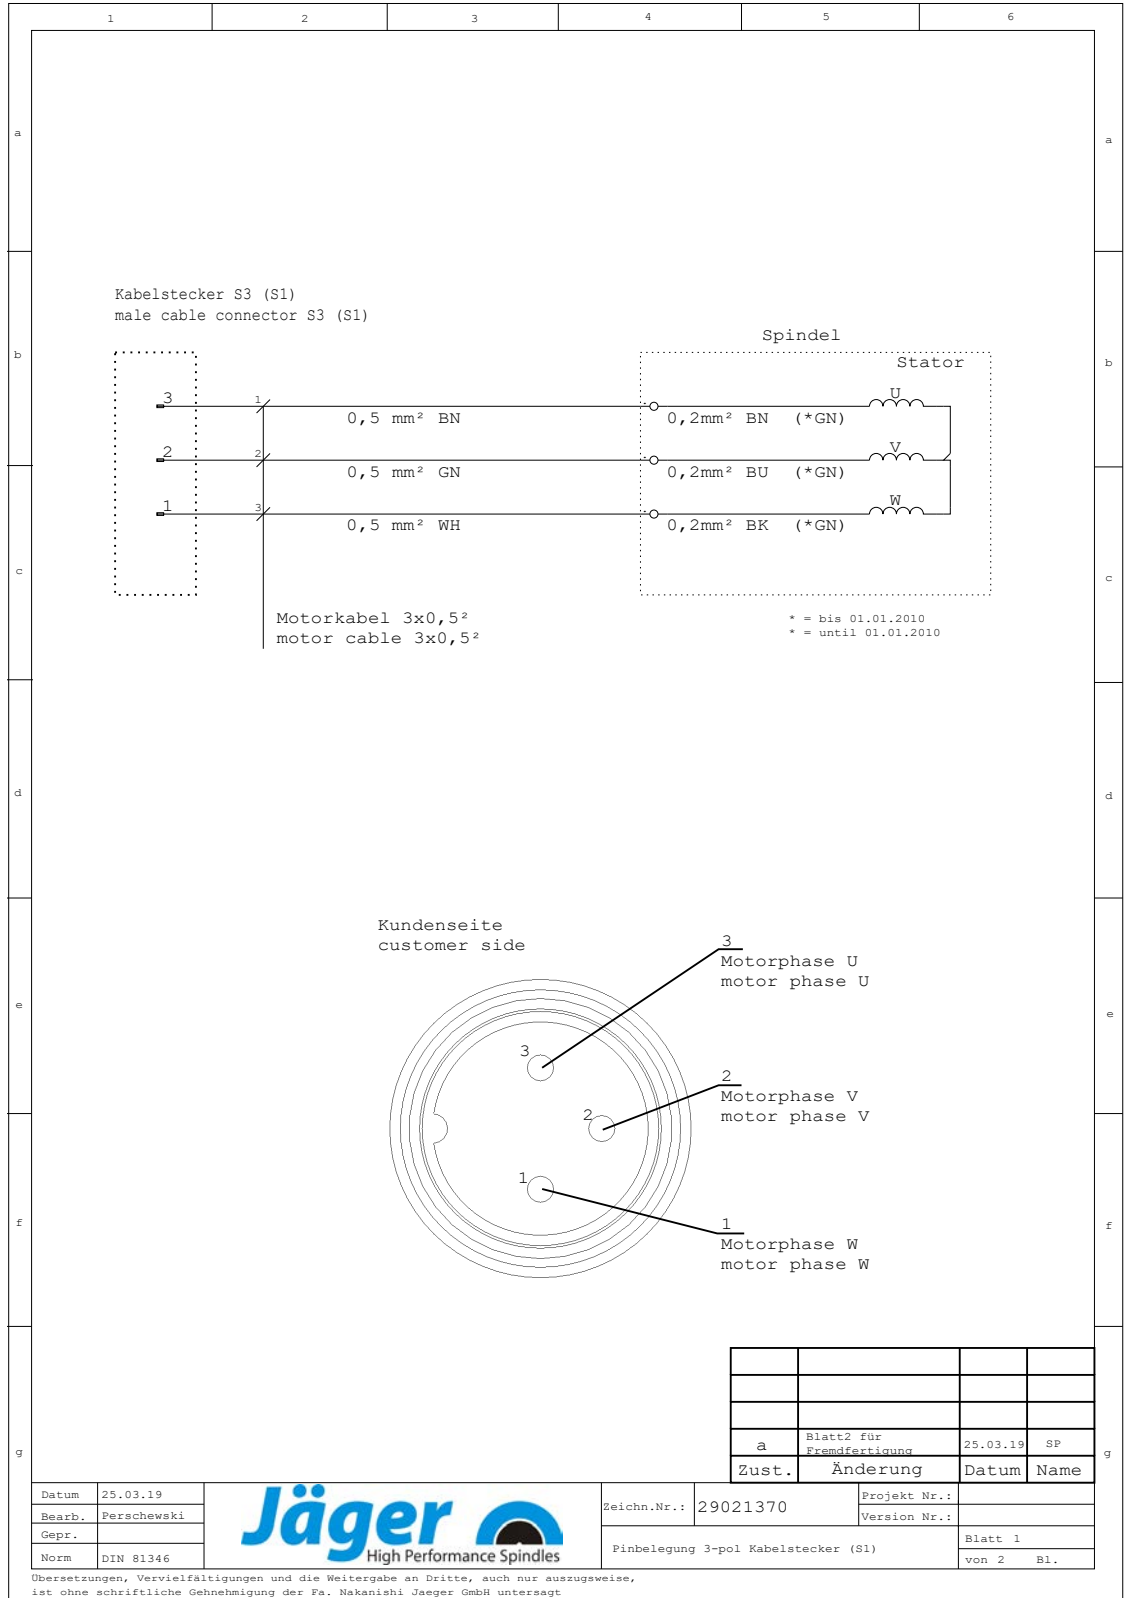 1 2 3 4 5 6
a a
Kabelstecker S3 (S1)
male cable connector S3 (S1)
Spindel
b b
Stator
3 1 U
0,5 mm² BN 0,2mm² BN (*GN)
2 2 V
0,5 mm² GN 0,2mm² BU (*GN)
1 3 W
0,5 mm² WH 0,2mm² BK (*GN)
c c
Motorkabel 3x0,5²
motor cable 3x0,5²
* = bis 01.01.2010
* = until 01.01.2010
d d
Kundenseite
customer side
3
Motorphase U
motor phase U
e e
3
2
Motorphase V
motor phase V
2
1
1
Motorphase W
motor phase W
f f
g g
a Blatt2 für 25.03.19 SP
Fremdfertigung
Zust. Änderung Datum Name
Datum 25.03.19
Bearb. Perschewski
Gepr.
Norm DIN 81346
Jäger
High Performance Spindles
Zeichn.Nr.: 29021370
Projekt Nr.:
Version Nr.:
Pinbelegung 3-pol Kabelstecker (S1)
Blatt 1
von 2 Bl.
Übersetzungen, Vervielfältigungen und die Weitergabe an Dritte, auch nur auszugsweise,
ist ohne schriftliche Gehnehmigung der Fa. Nakanishi Jaeger GmbH untersagt